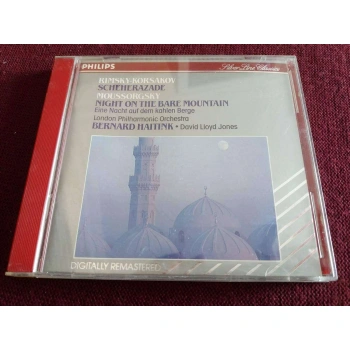 PHILIPS
Silver Line Classics
RIMSKY-KORSAKOV
SCHEHERAZADE
MOUSSORGSKY
NIGHT ON THE BARE MOUNTAIN
Eine Nacht auf dem kahlen Berge
London Philharmonic Orchestra
BERNARD HAITINK • David Lloyd Jones
DIGITALLY REMASTERED